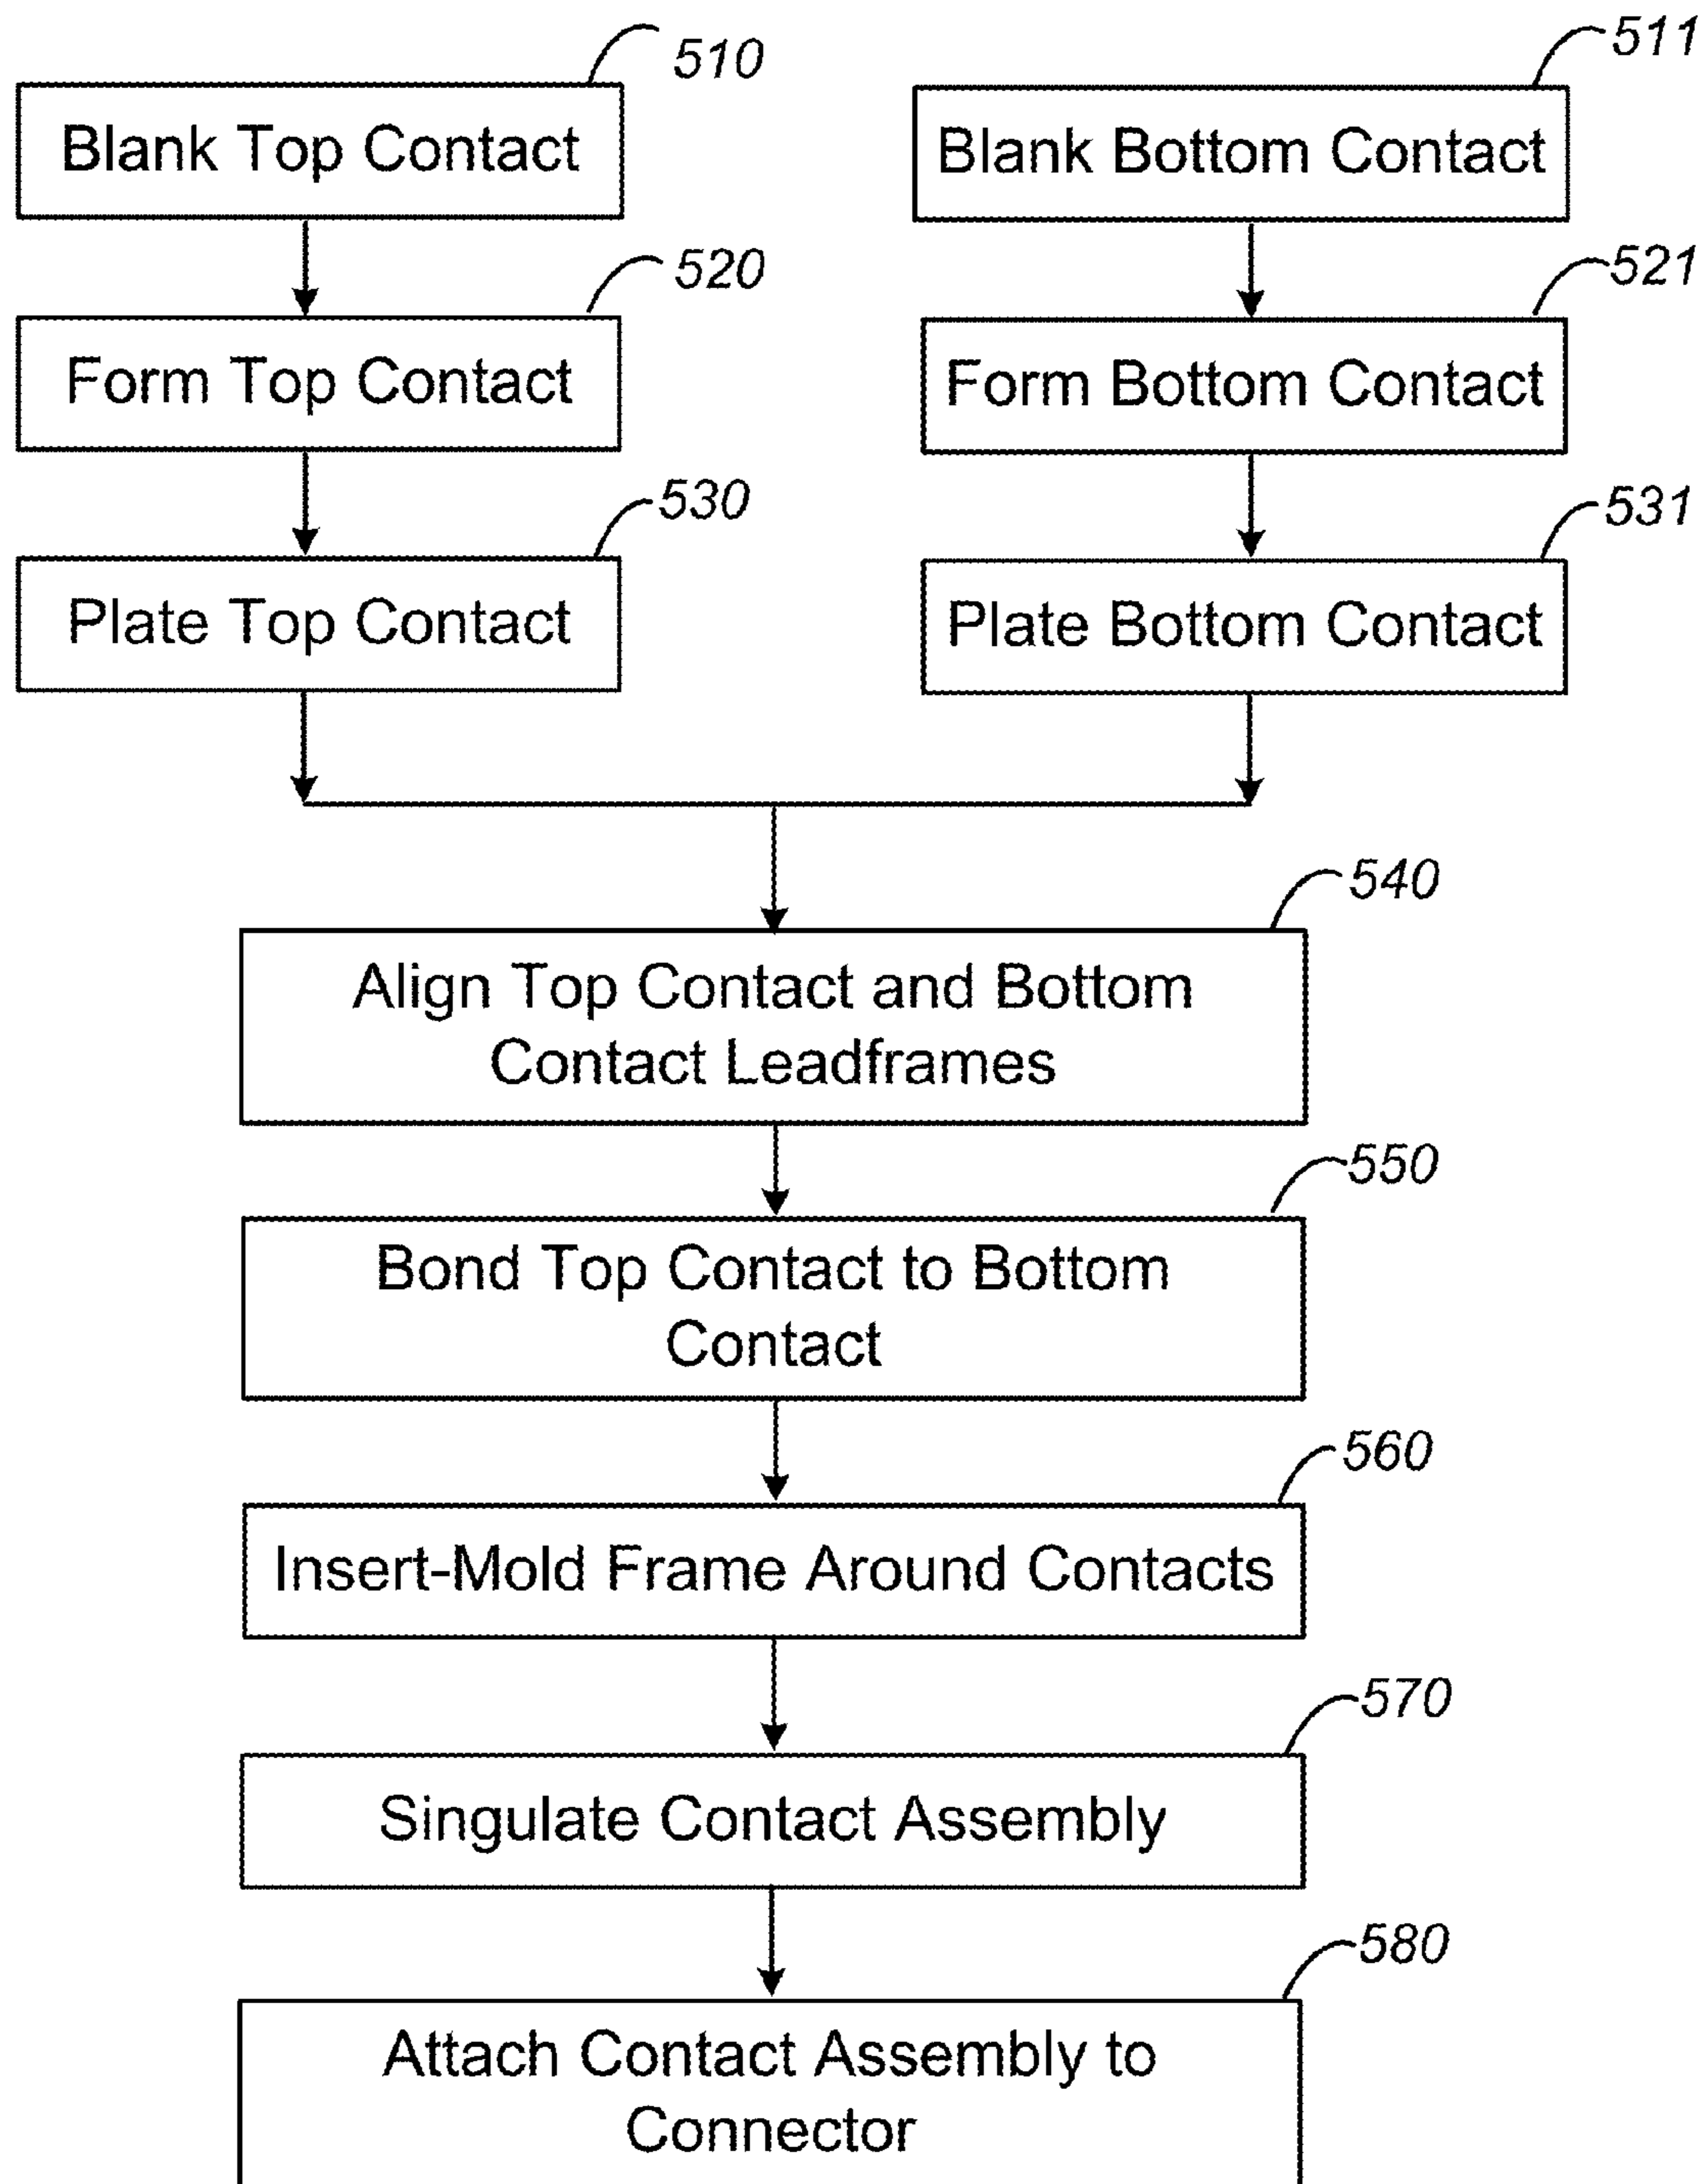 510
511
Blank Top Contact
Blank Bottom Contact
520
521
Form Top Contact
Form Bottom Contact
530
531
Plate Top Contact
Plate Bottom Contact
540
Align Top Contact and Bottom
Contact Leadframes
550
Bond Top Contact to Bottom
Contact
560
Insert-Mold Frame Around Contacts
570
Singulate Contact Assembly
580
Attach Contact Assembly to
Connector